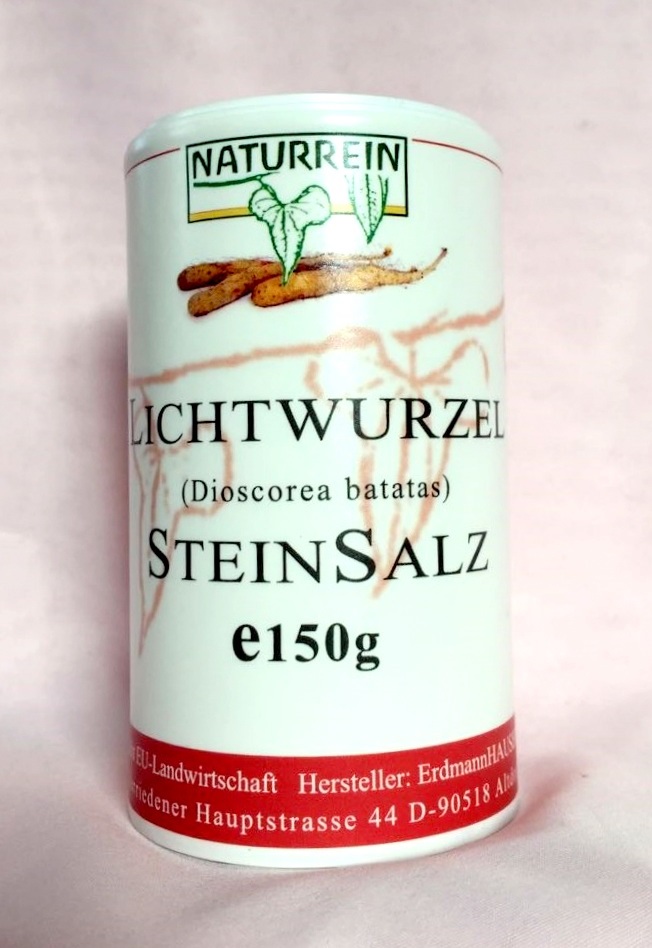 NATURREIN
LICHTWURZEL
(Dioscorea batatas)
STEINSALZ
e150g
EU-Landwirtschaft Hersteller: ErdmannHAUS
Hauptstrasse 44 D-90518